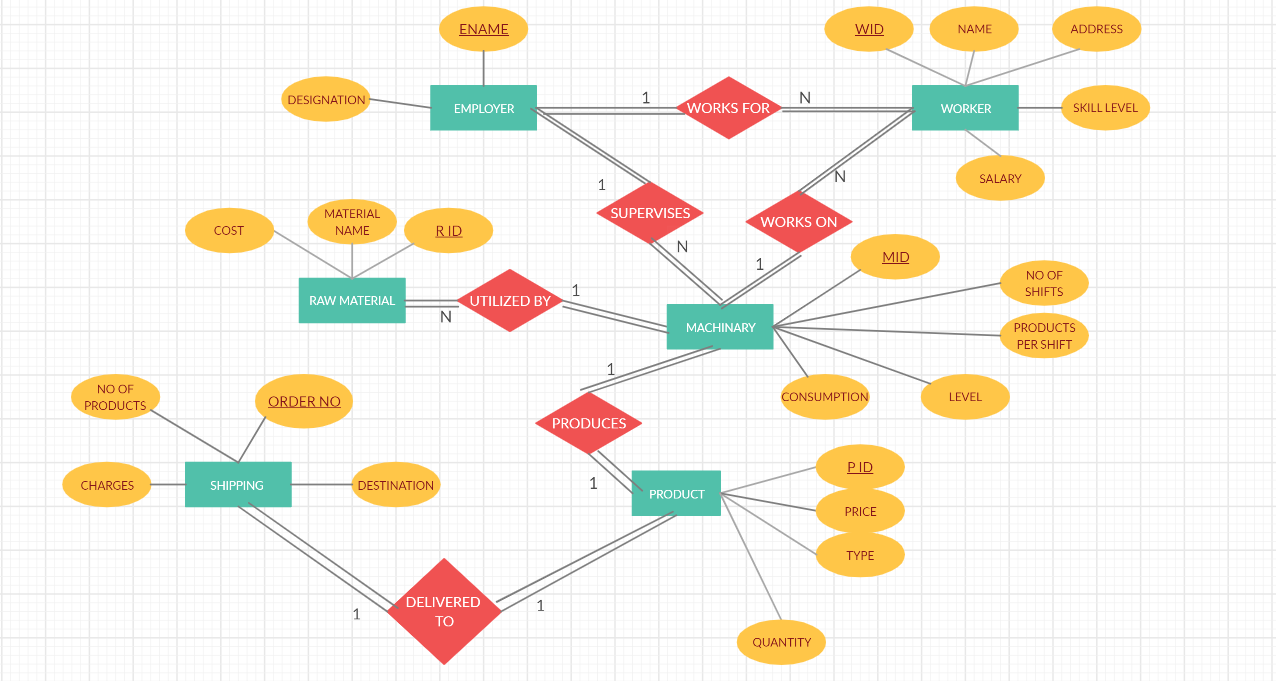 ENAME
WID
NAME
ADDRESS
DESIGNATION
EMPLOYER
1
WORKS FOR
N
WORKER
SKILL LEVEL
SALARY
1
SUPERVISES
N
N
WORKS ON
1
COST
MATERIAL
NAME
R ID
MID
NO OF
SHIFTS
RAW MATERIAL
N
UTILIZED BY
1
MACHINARY
PRODUCTS
PER SHIFT
CONSUMPTION
LEVEL
1
PRODUCES
1
NO OF
PRODUCTS
ORDER NO
CHARGES
SHIPPING
DESTINATION
PRODUCT
P ID
PRICE
TYPE
QUANTITY
1
DELIVERED
TO
1